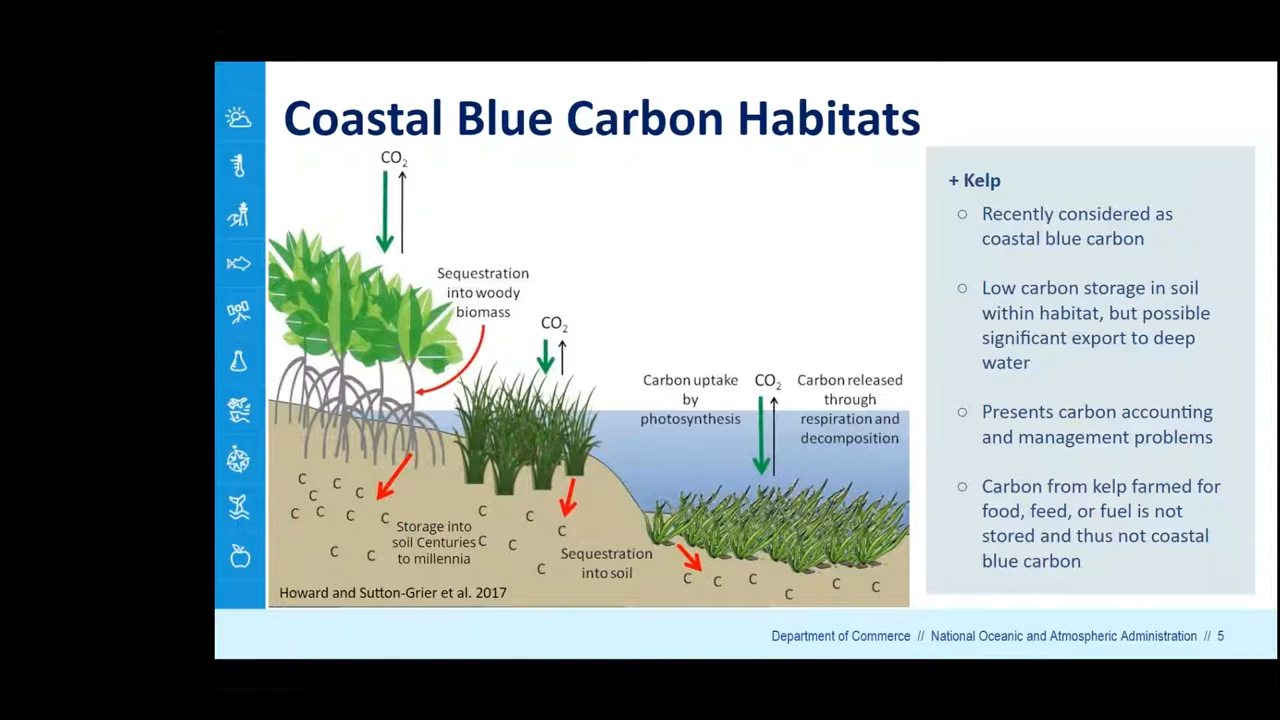 Coastal Blue Carbon Habitats
CO₂
Sequestration
into woody
biomass
CO₂
Carbon uptake
by
photosynthesis
CO₂
Carbon released
through
respiration and
decomposition
C
C
C
C
C
C
C
C
C
Storage into
soil Centuries
to millennia
C
C
C
C
C
C
Sequestration
into soil
C
C
C
C
C
C
Howard and Sutton-Grier et al. 2017
+ Kelp
○ Recently considered as
coastal blue carbon
○ Low carbon storage in soil
within habitat, but possible
significant export to deep
water
○ Presents carbon accounting
and management problems
○ Carbon from kelp farmed for
food, feed, or fuel is not
stored and thus not coastal
blue carbon
Department of Commerce // National Oceanic and Atmospheric Administration // 5